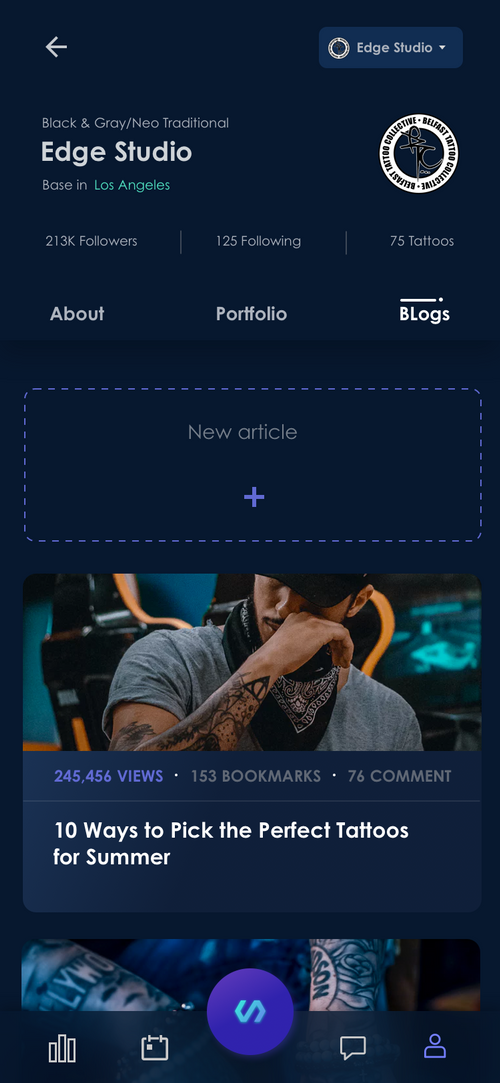 Edge Studio
Black & Gray/Neo Traditional
Edge Studio
Base in Los Angeles
BELFAST TATTOO COLLECTIVE • BELFAST TATTOO COLLECTIVE •
213K Followers
125 Following
75 Tattoos
About
Portfolio
BLogs
New article
+
245,456 VIEWS • 153 BOOKMARKS • 76 COMMENT
10 Ways to Pick the Perfect Tattoos
for Summer